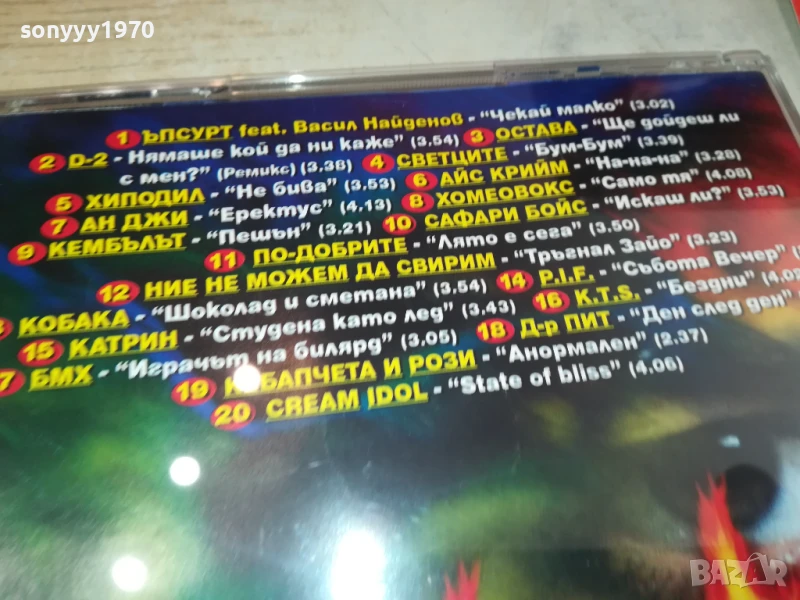 sonyyy1970
1 ЪПСУРТ feat. Васил Найденов - "Чекай малко" (3.02)
2 D-2 - Нямаше кой да ни каже" (3.54) 3 ОСТАВА - "Ще дойдеш ли
с мен?" (Ремикс) (3.38) 4 СВЕТЦИТЕ - "Бум-Бум" (3.39)
5 ХИПОДИЛ - "Не бива" (3.53) 6 АЙС КРИЙМ - "На-на-на" (3.28)
7 АН ДЖИ - "Еректус" (4.13) 8 ХОМЕОВОКС - "Само тя" (4.08)
9 КЕМБЪЛЪТ - "Пешън" (3.21) 10 САФАРИ БОЙС - "Искаш ли?" (3.53)
11 ПО-ДОБРИТЕ - "Лято е сега" (3.50)
12 НИЕ НЕ МОЖЕМ ДА СВИРИМ - "Тръгнал Зайо" (3.23)
КОБАКА - "Шоколад и сметана" (3.54) 14 P.I.F. - "Събота Вечер"
15 КАТРИН - "Студена като лед" (3.43) 16 K.T.S. - "Бездни"
7 БМХ - "Играчът на билярд" (3.05) 18 Д-р ПИТ - "Ден след ден"
19 КЕБАПЧЕТА И РОЗИ - "Анормален" (2.37)
20 CREAM IDOL - "State of bliss" (4.06)
BAZAR